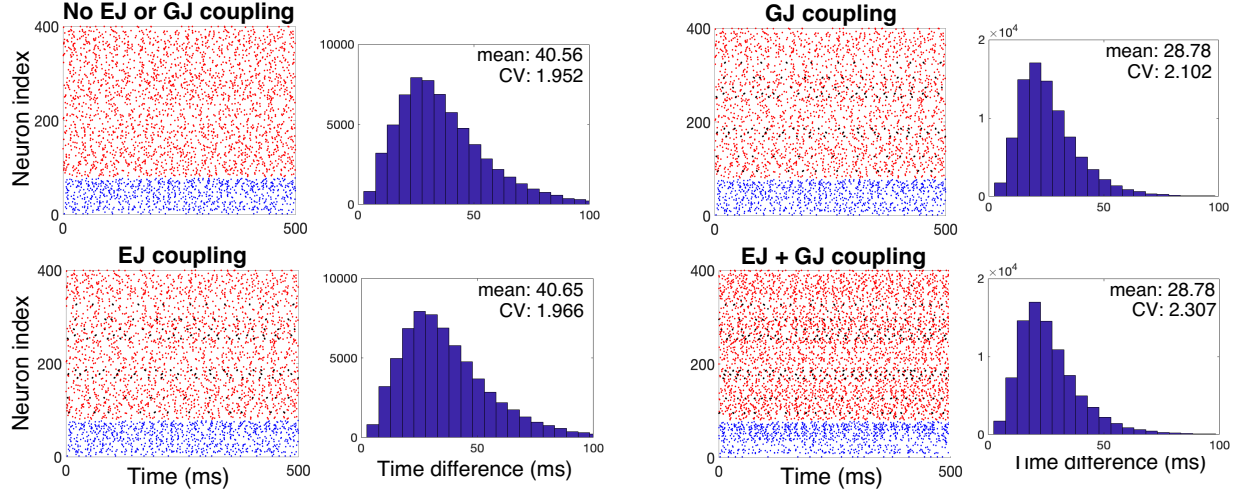 No EJ or GJ coupling
Neuron index
400
200
0
0
500
10000
5000
0
0
50
100
mean: 40.56
CV: 1.952
GJ coupling
400
200
0
0
500
2
×10⁴
1
0
0
50
100
mean: 28.78
CV: 2.102
EJ coupling
Neuron index
400
200
0
0
500
Time (ms)
10000
5000
0
0
50
100
Time difference (ms)
mean: 40.65
CV: 1.966
EJ + GJ coupling
400
200
0
0
500
Time (ms)
2
×10⁴
1
0
0
50
100
Time difference (ms)
mean: 28.78
CV: 2.307